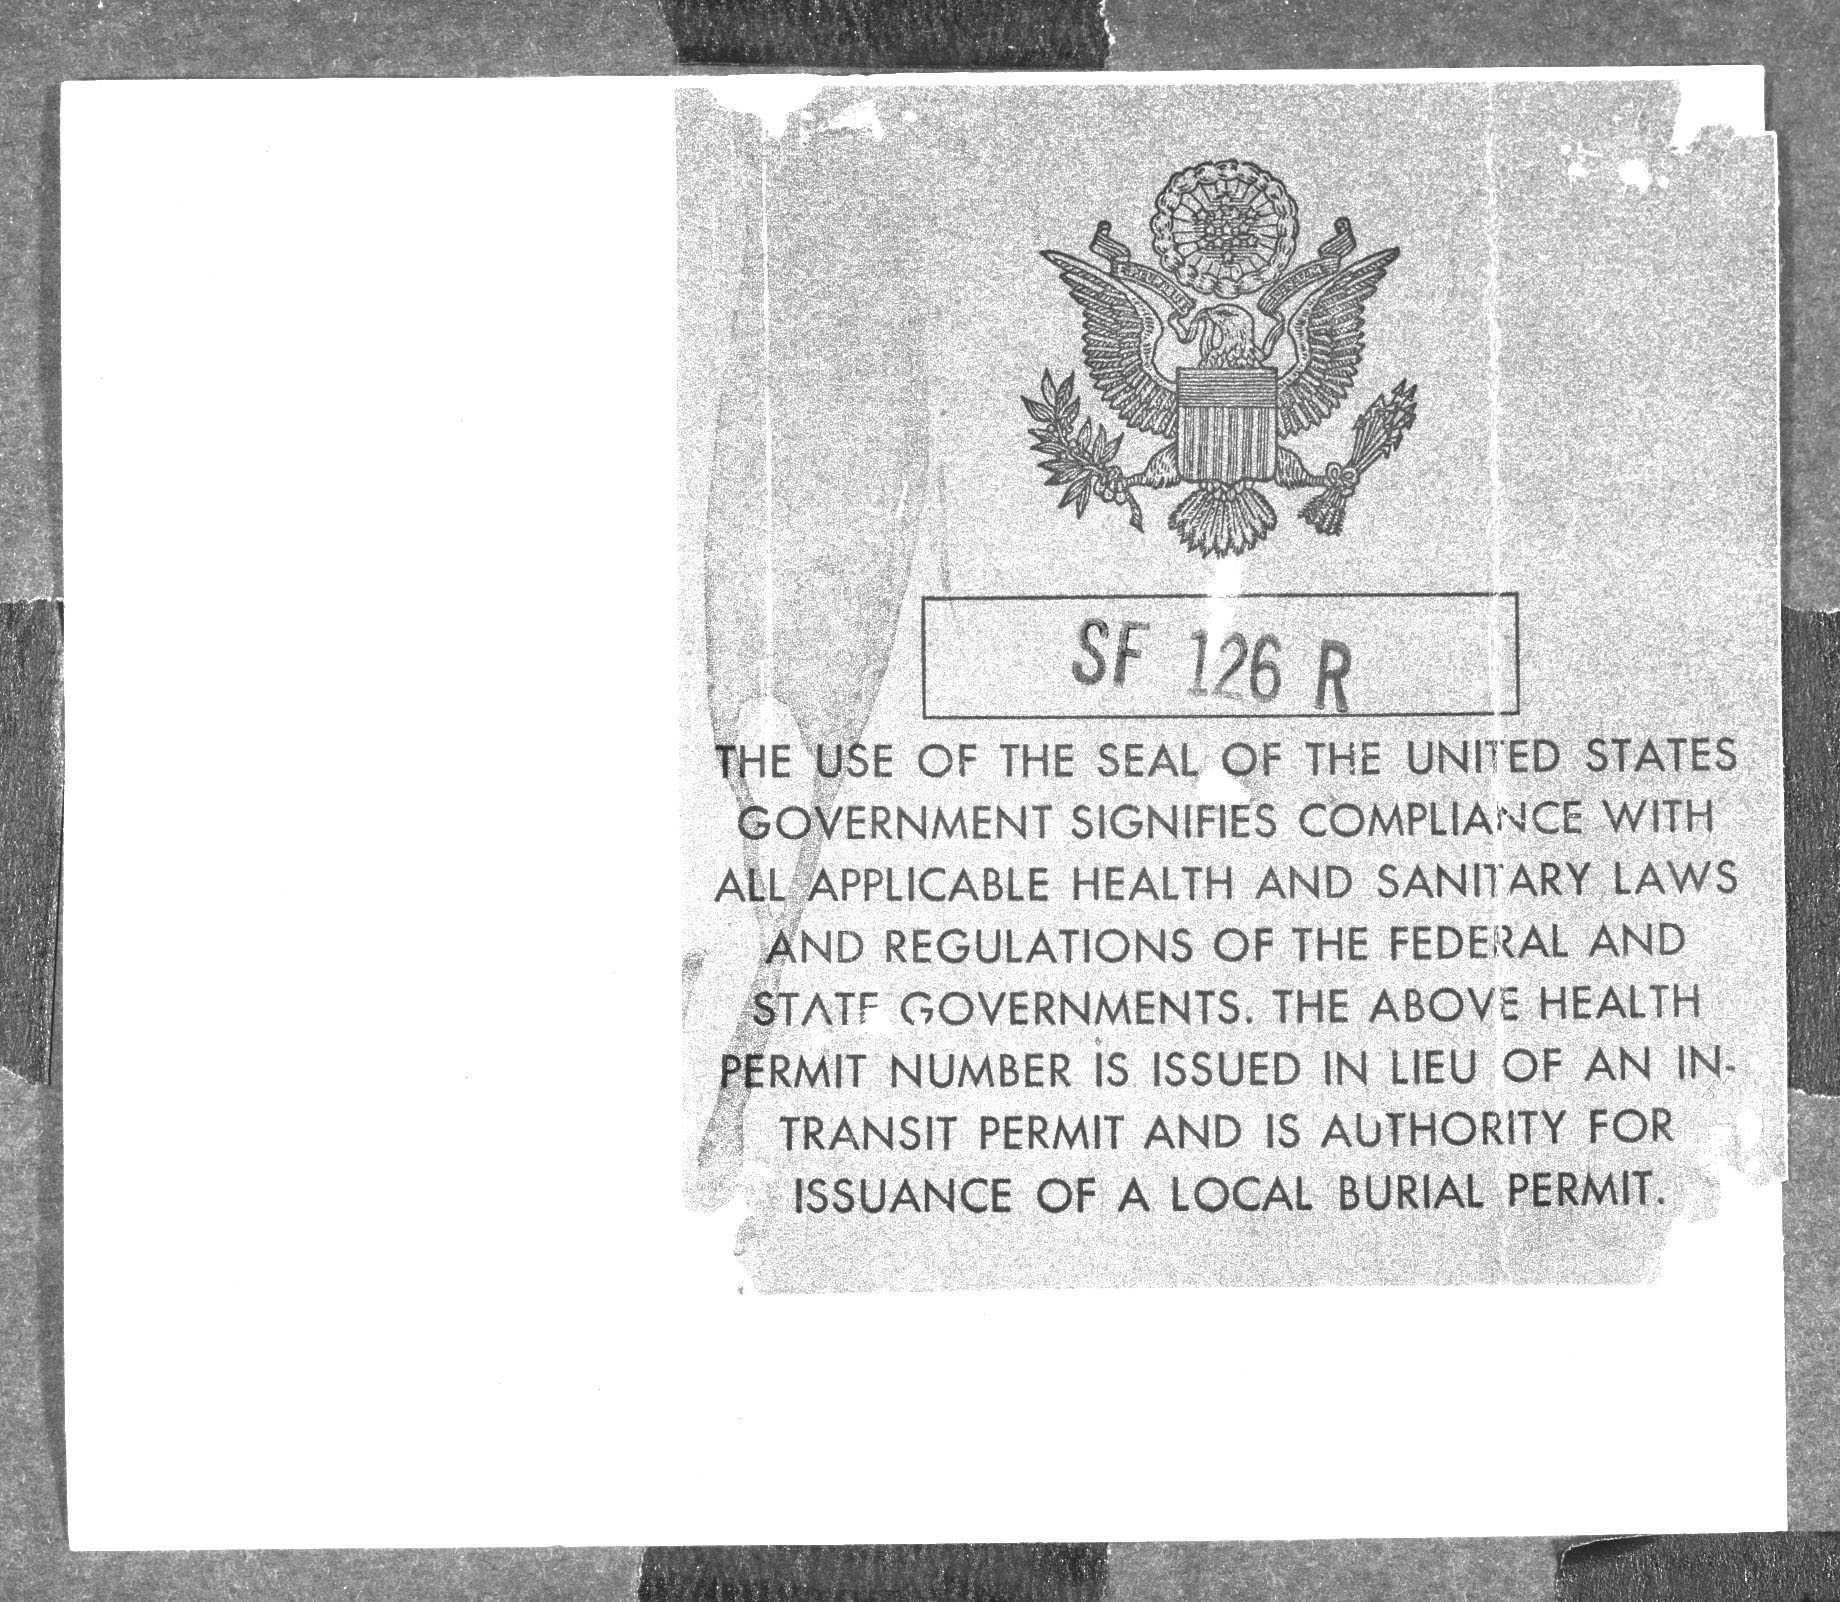 SF 126 R
THE USE OF THE SEAL OF THE UNITED STATES
GOVERNMENT SIGNIFIES COMPLIANCE WITH
ALL APPLICABLE HEALTH AND SANITARY LAWS
AND REGULATIONS OF THE FEDERAL AND
STATE GOVERNMENTS. THE ABOVE HEALTH
PERMIT NUMBER IS ISSUED IN LIEU OF AN IN-
TRANSIT PERMIT AND IS AUTHORITY FOR
ISSUANCE OF A LOCAL BURIAL PERMIT.